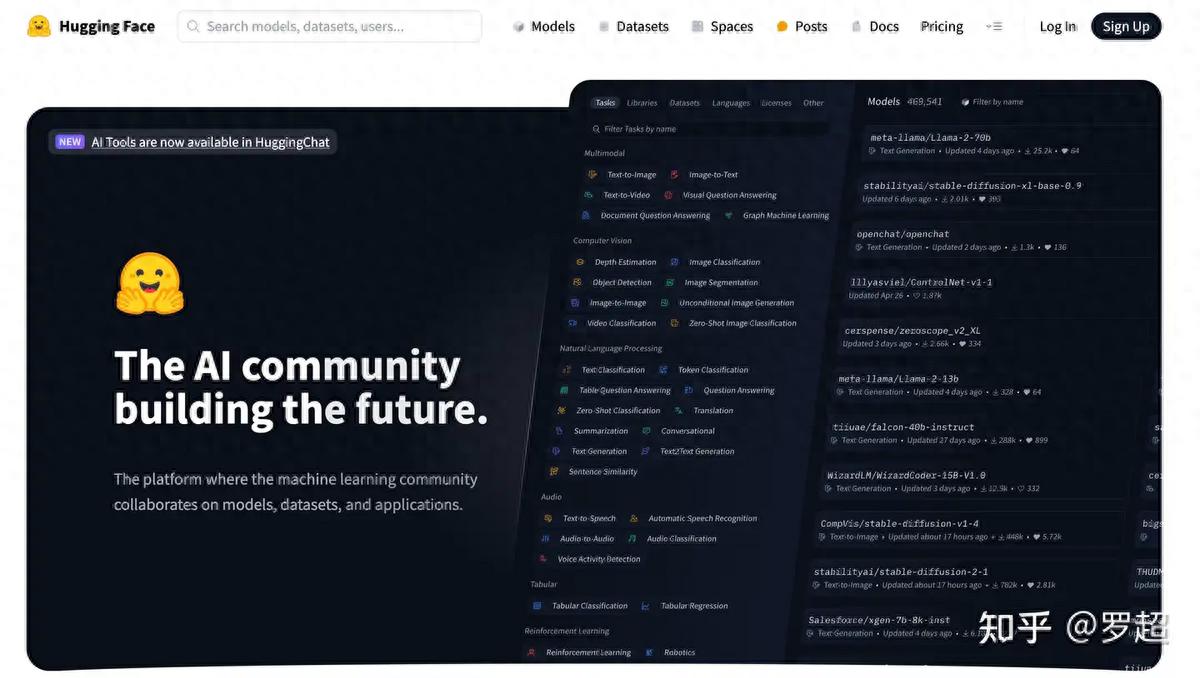 Hugging Face
Search models, datasets, users...
Models
Datasets
Spaces
Posts
Docs
Pricing
Log In
Sign Up
NEW AI Tools are now available in HuggingChat
The AI community
building the future.
The platform where the machine learning community
collaborates on models, datasets, and applications.
Tasks Libraries Datasets Languages Licenses Other
Filter Tasks by name
Multimodal
Text-to-Image Image-to-Text
Text-to-Video Visual Question Answering
Document Question Answering Graph Machine Learning
Computer Vision
Depth Estimation Image Classification
Object Detection Image Segmentation
Image-to-Image Unconditional Image Generation
Video Classification Zero-Shot Image Classification
Natural Language Processing
Text Classification Token Classification
Table Question Answering Question Answering
Zero-Shot Classification Translation
Summarization Conversational
Text Generation Text2Text Generation
Sentence Similarity
Audio
Text-to-Speech Automatic Speech Recognition
Audio-to-Audio Audio Classification
Voice Activity Detection
Tabular
Tabular Classification Tabular Regression
Reinforcement Learning
Reinforcement Learning Robotics
Models 469,541 Filter by name
meta-llama/Llama-2-70b
Text Generation • Updated 4 days ago • 25.2k • 64
stabilityai/stable-diffusion-xl-base-0.9
Updated 6 days ago • 2.01k • 393
openchat/openchat
Text Generation • Updated 2 days ago • 1.3k • 136
lllyasviel/ControlNet-v1-1
Updated Apr 26 • 1.87k
cerspense/zeroscope_v2_XL
Updated 3 days ago • 2.66k • 334
meta-llama/Llama-2-13b
Text Generation • Updated 4 days ago • 328 • 64
tiiuae/falcon-40b-instruct
Text Generation • Updated 27 days ago • 288k • 899
WizardLM/WizardCoder-15B-V1.0
Text Generation • Updated 3 days ago • 12.5k • 332
CompVis/stable-diffusion-v1-4
Text-to-Image • Updated about 17 hours ago • 448k • 5.72k
stabilityai/stable-diffusion-2-1
Text-to-Image • Updated about 17 hours ago • 782k • 2.81k
Salesforce/xgen-7b-8k-inst
Text Generation • Updated 4 days ago
知乎 @罗超